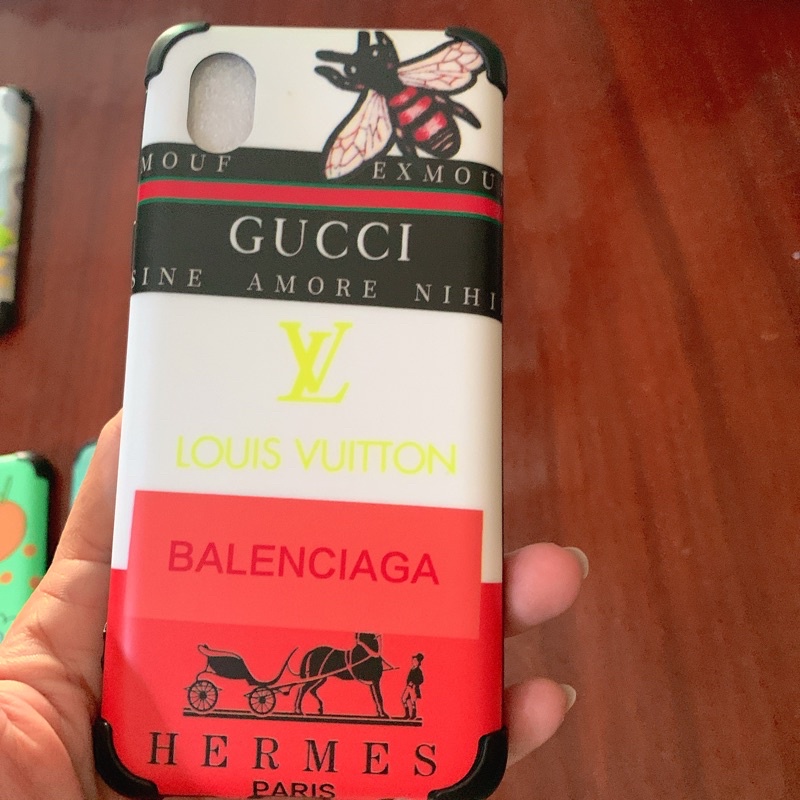 MOUF EXMOU
GUCCI
SINE AMORE NIHI
LV
LOUIS VUITTON
BALENCIAGA
HERMES
PARIS